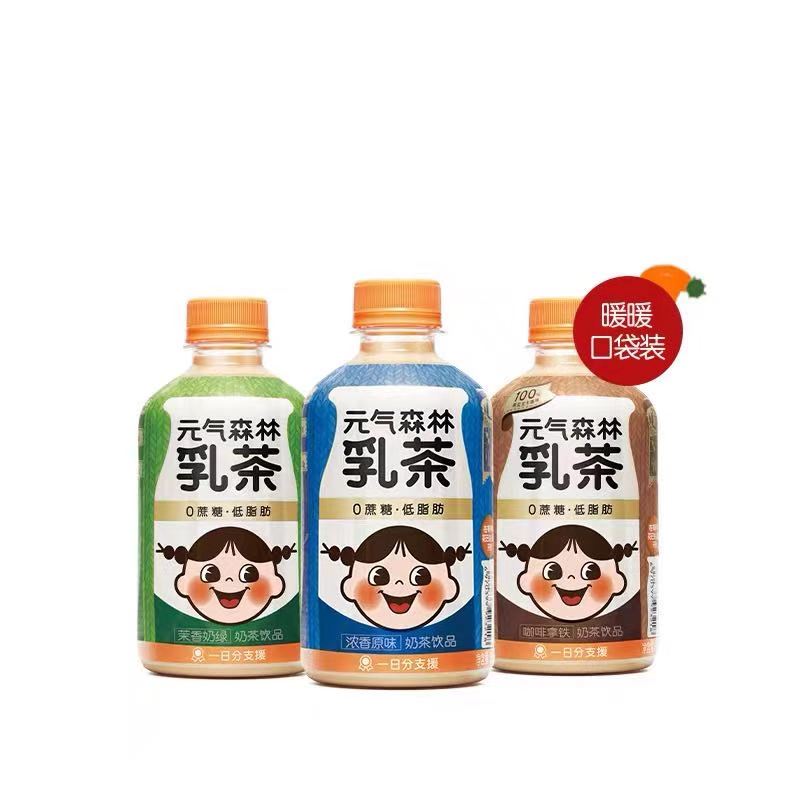 暖暖
口袋装
元气森林
乳茶
0蔗糖·低脂肪
茉香奶绿 奶茶饮品
一日分支援
元气森林
乳茶
0蔗糖·低脂肪
浓香原味 奶茶饮品
一日分支援
100%
元气森林
乳茶
0蔗糖·低脂肪
咖啡拿铁 奶茶饮品
一日分支援